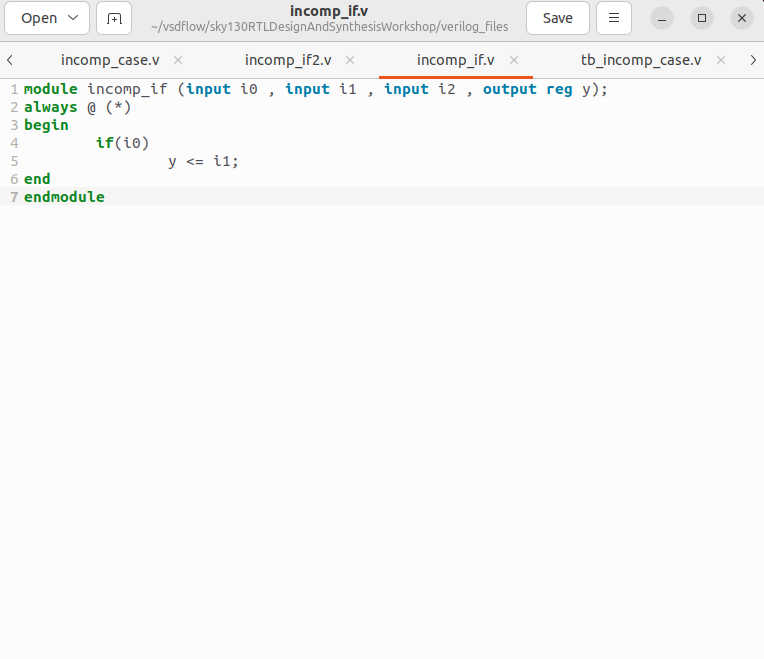 Open
incomp_if.v
~/vsdflow/sky130RTLDesignAndSynthesisWorkshop/verilog_files
Save
incomp_case.v
incomp_if2.v
incomp_if.v
tb_incomp_case.v
1 module incomp_if (input i0 , input i1 , input i2 , output reg y);
2 always @ (*)
3 begin
4 if(i0)
5 y <= i1;
6 end
7 endmodule